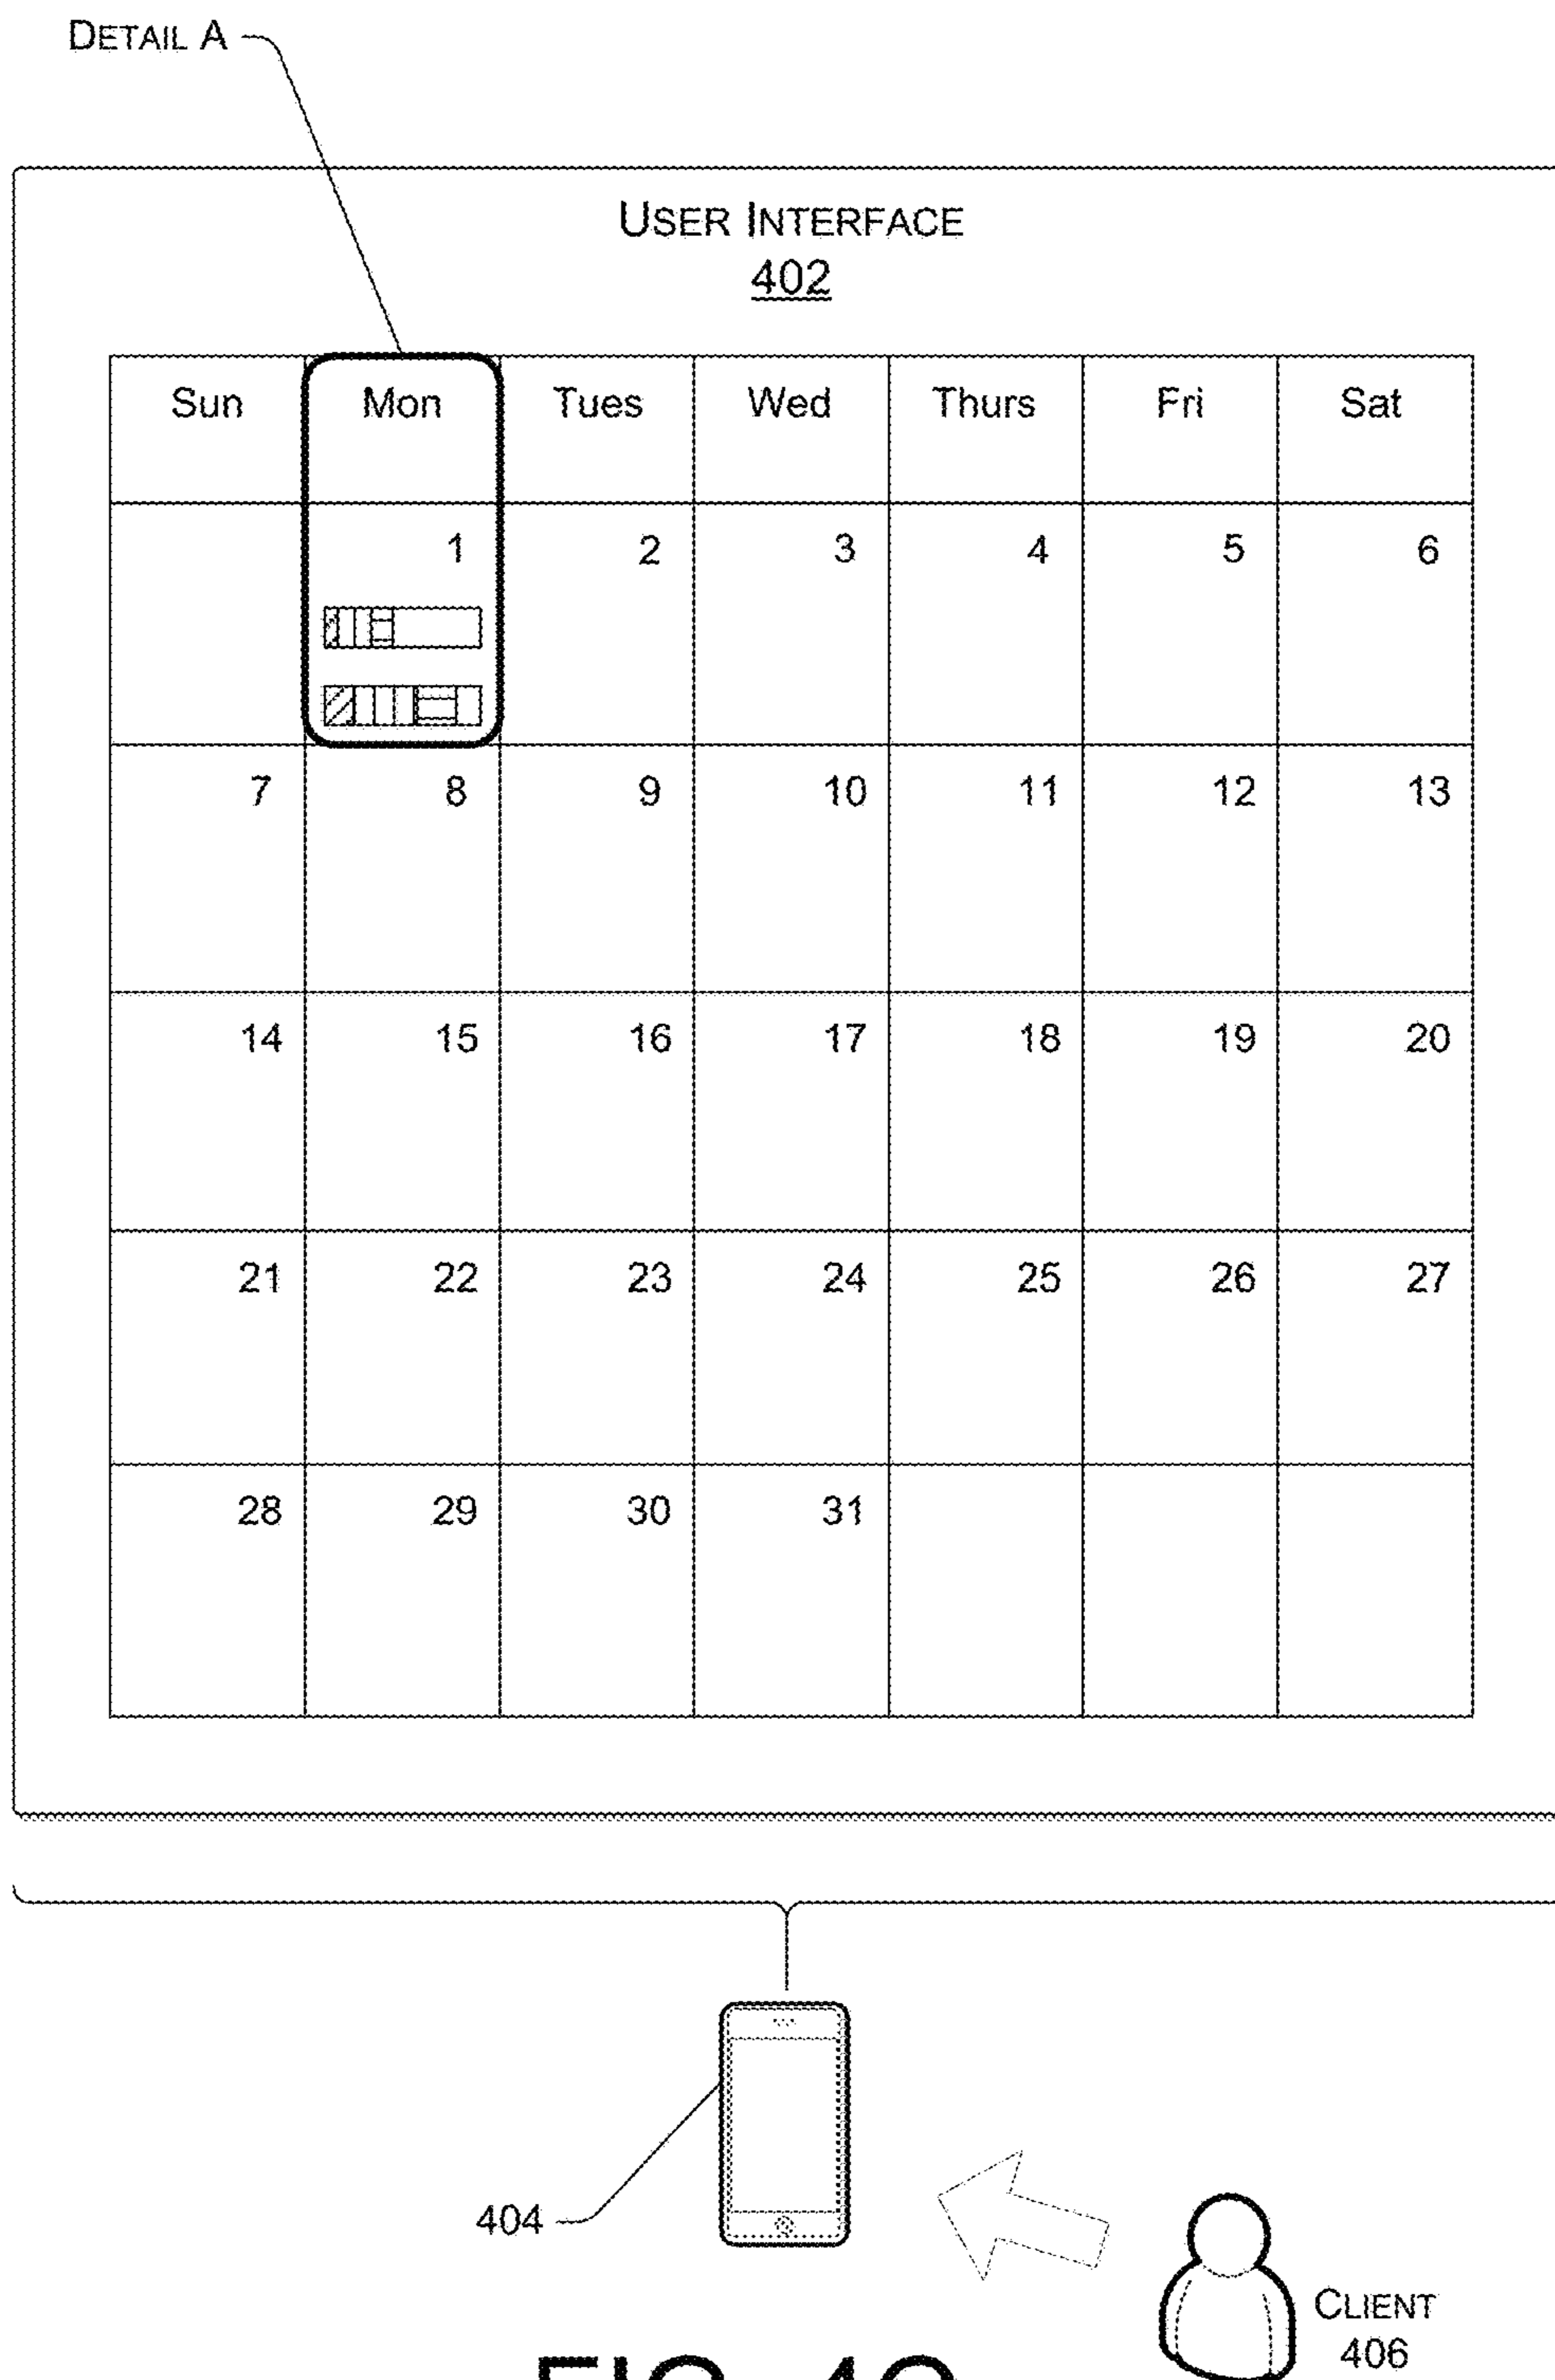 DETAIL A
USER INTERFACE
402
Sun Mon Tues Wed Thurs Fri Sat
1 2 3 4 5 6
7 8 9 10 11 12 13
14 15 16 17 18 19 20
21 22 23 24 25 26 27
28 29 30 31
404
CLIENT
406